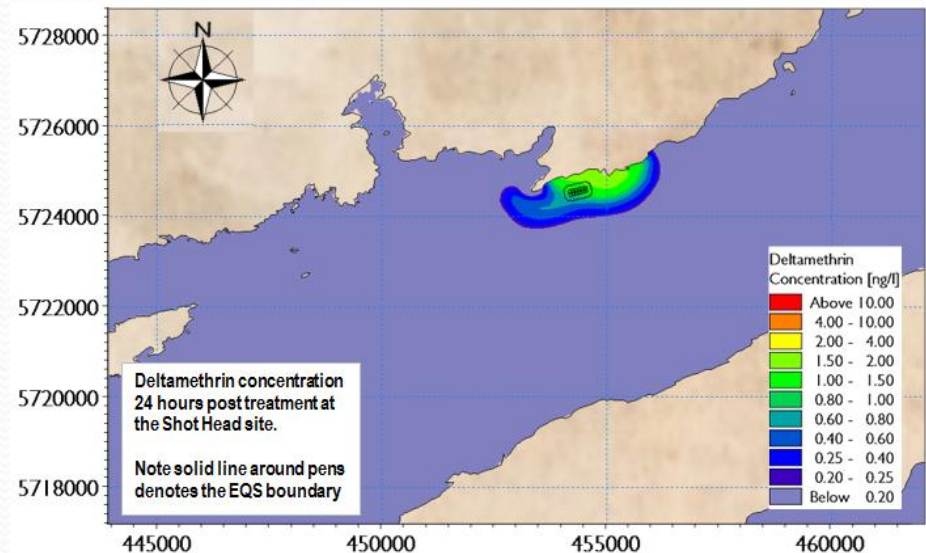 N
5728000
5726000
5724000
5722000
5720000
5718000
445000 450000 455000 460000
Deltamethrin concentration
24 hours post treatment at
the Shot Head site.
Note solid line around pens
denotes the EQS boundary
Deltamethrin
Concentration [ng/l]
Above 10.00
4.00 - 10.00
2.00 - 4.00
1.50 - 2.00
1.00 - 1.50
0.80 - 1.00
0.60 - 0.80
0.40 - 0.60
0.25 - 0.40
0.20 - 0.25
Below 0.20